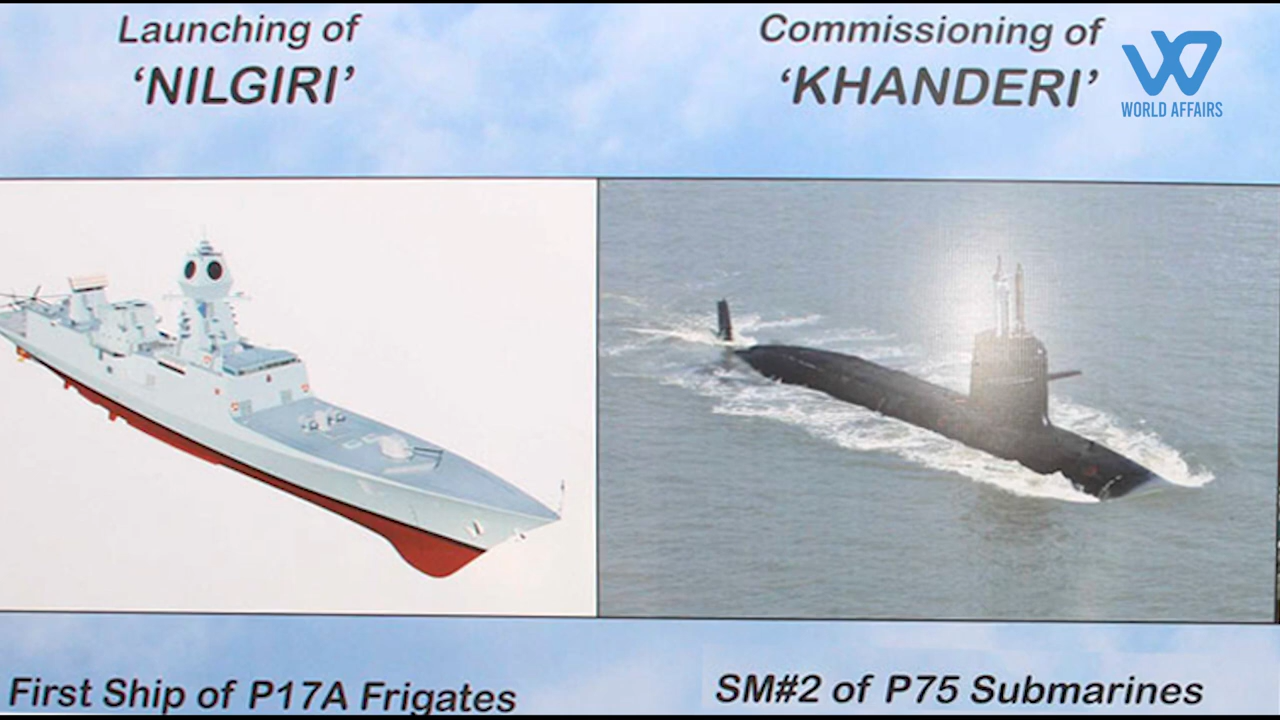 Launching of
‘NILGIRI’
Commissioning of
‘KHANDERI’
WORLD AFFAIRS
First Ship of P17A Frigates
SM#2 of P75 Submarines